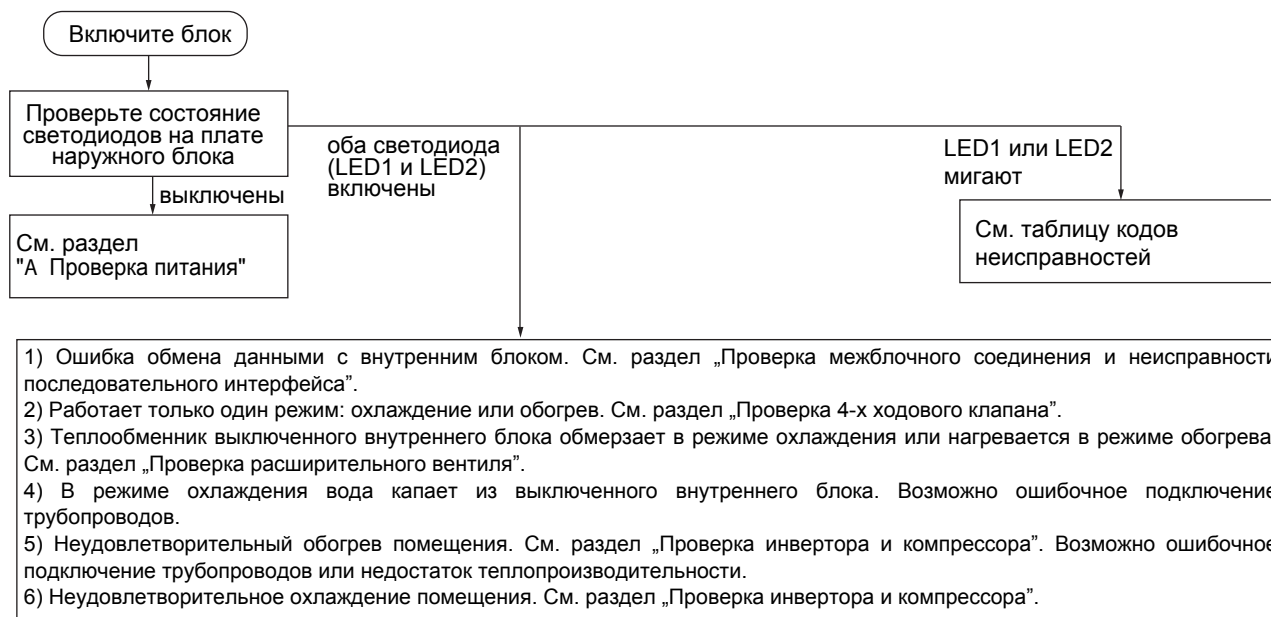 Включите блок
Проверьте состояние
светодиодов на плате
наружного блока
выключены
См. раздел
"А Проверка питания"
оба светодиода
(LED1 и LED2)
включены
LED1 или LED2
мигают
См. таблицу кодов
неисправностей
1) Ошибка обмена данными с внутренним блоком. См. раздел „Проверка межблочного соединения и неисправности
последовательного интерфейса”.
2) Работает только один режим: охлаждение или обогрев. См. раздел „Проверка 4-х ходового клапана”.
3) Теплообменник выключенного внутреннего блока обмерзает в режиме охлаждения или нагревается в режиме обогрева.
См. раздел „Проверка расширительного вентиля”.
4) В режиме охлаждения вода капает из выключенного внутреннего блока. Возможно ошибочное подключение
трубопроводов.
5) Неудовлетворительный обогрев помещения. См. раздел „Проверка инвертора и компрессора”. Возможно ошибочное
подключение трубопроводов или недостаток теплопроизводительности.
6) Неудовлетворительное охлаждение помещения. См. раздел „Проверка инвертора и компрессора”.